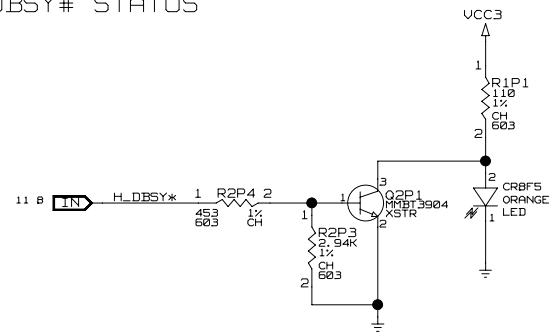 DBSY# STATUS
VCC3
1
R1P1
110
1%
CH
603
2
3
Q2P1
MMBT3904
XSTR
1
2
2
CR8F5
ORANGE
LED
1
11 B IN H_DBSY* 1 R2P4 2
453 1%
603 CH
1
R2P3
2.94K
1%
CH
603
2